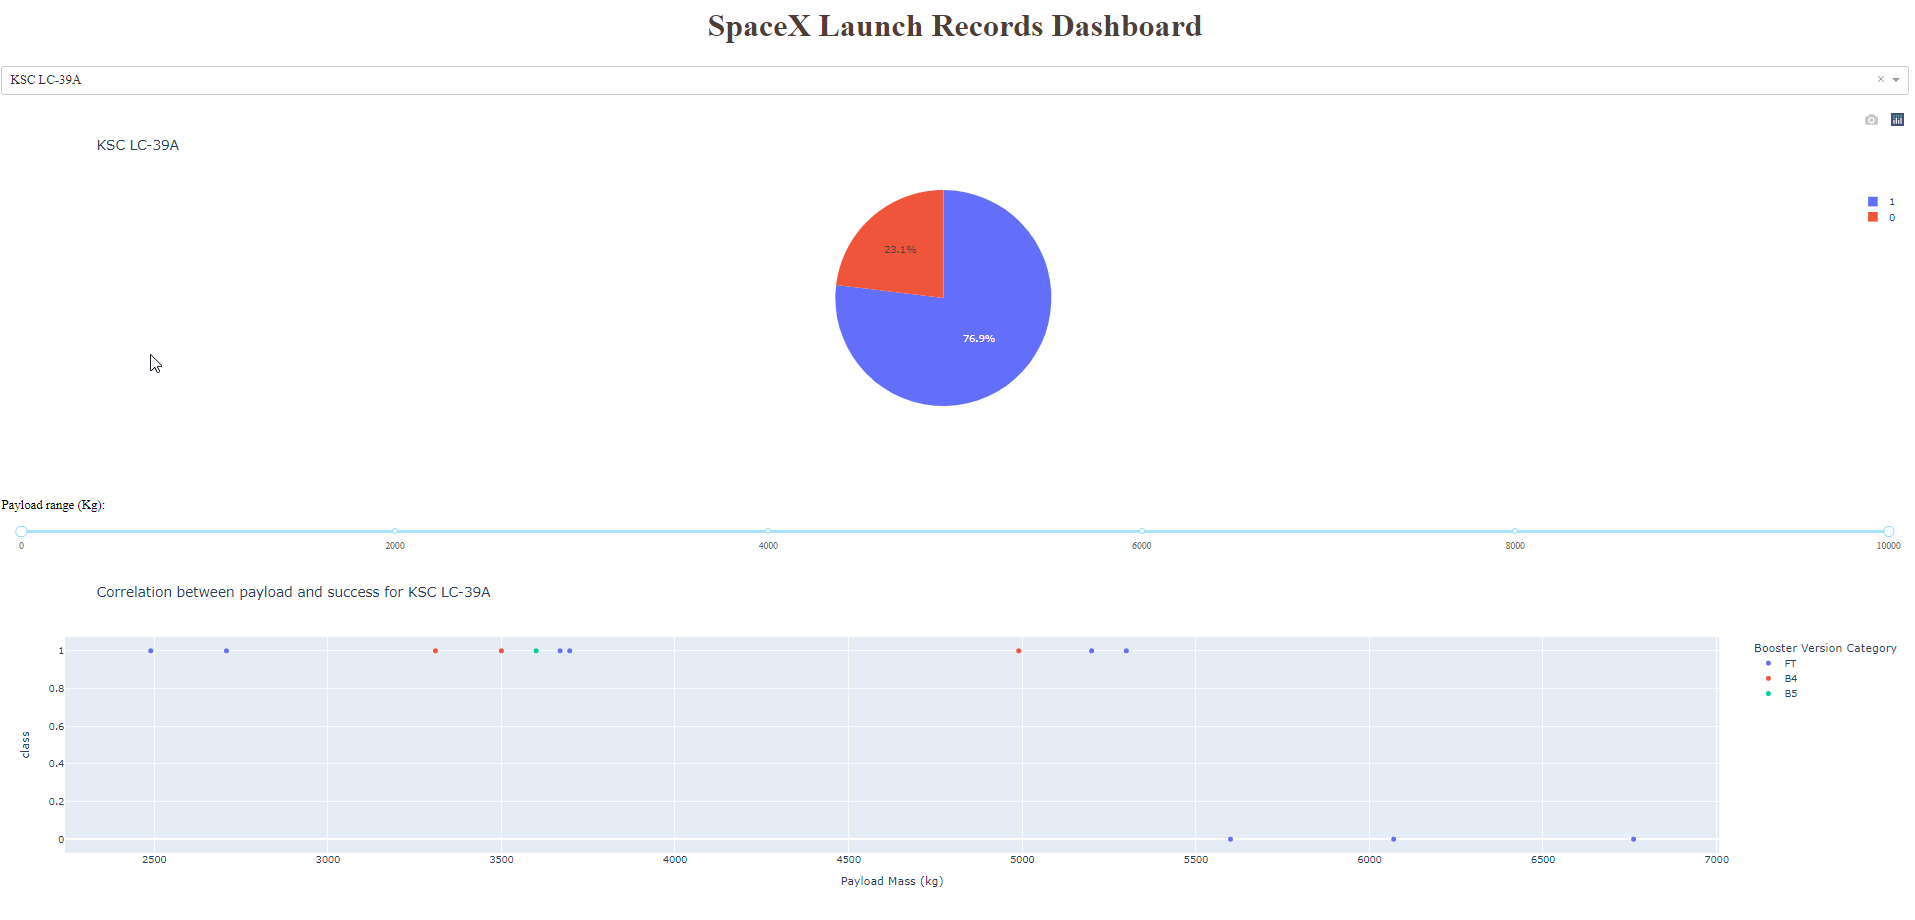 SpaceX Launch Records Dashboard
KSC LC-39A
×
KSC LC-39A
1
0
23.1%
76.9%
Payload range (Kg):
0 2000 4000 6000 8000 10000
Correlation between payload and success for KSC LC-39A
Booster Version Category
FT
B4
B5
class
1
0.8
0.6
0.4
0.2
0
2500 3000 3500 4000 4500 5000 5500 6000 6500 7000
Payload Mass (kg)